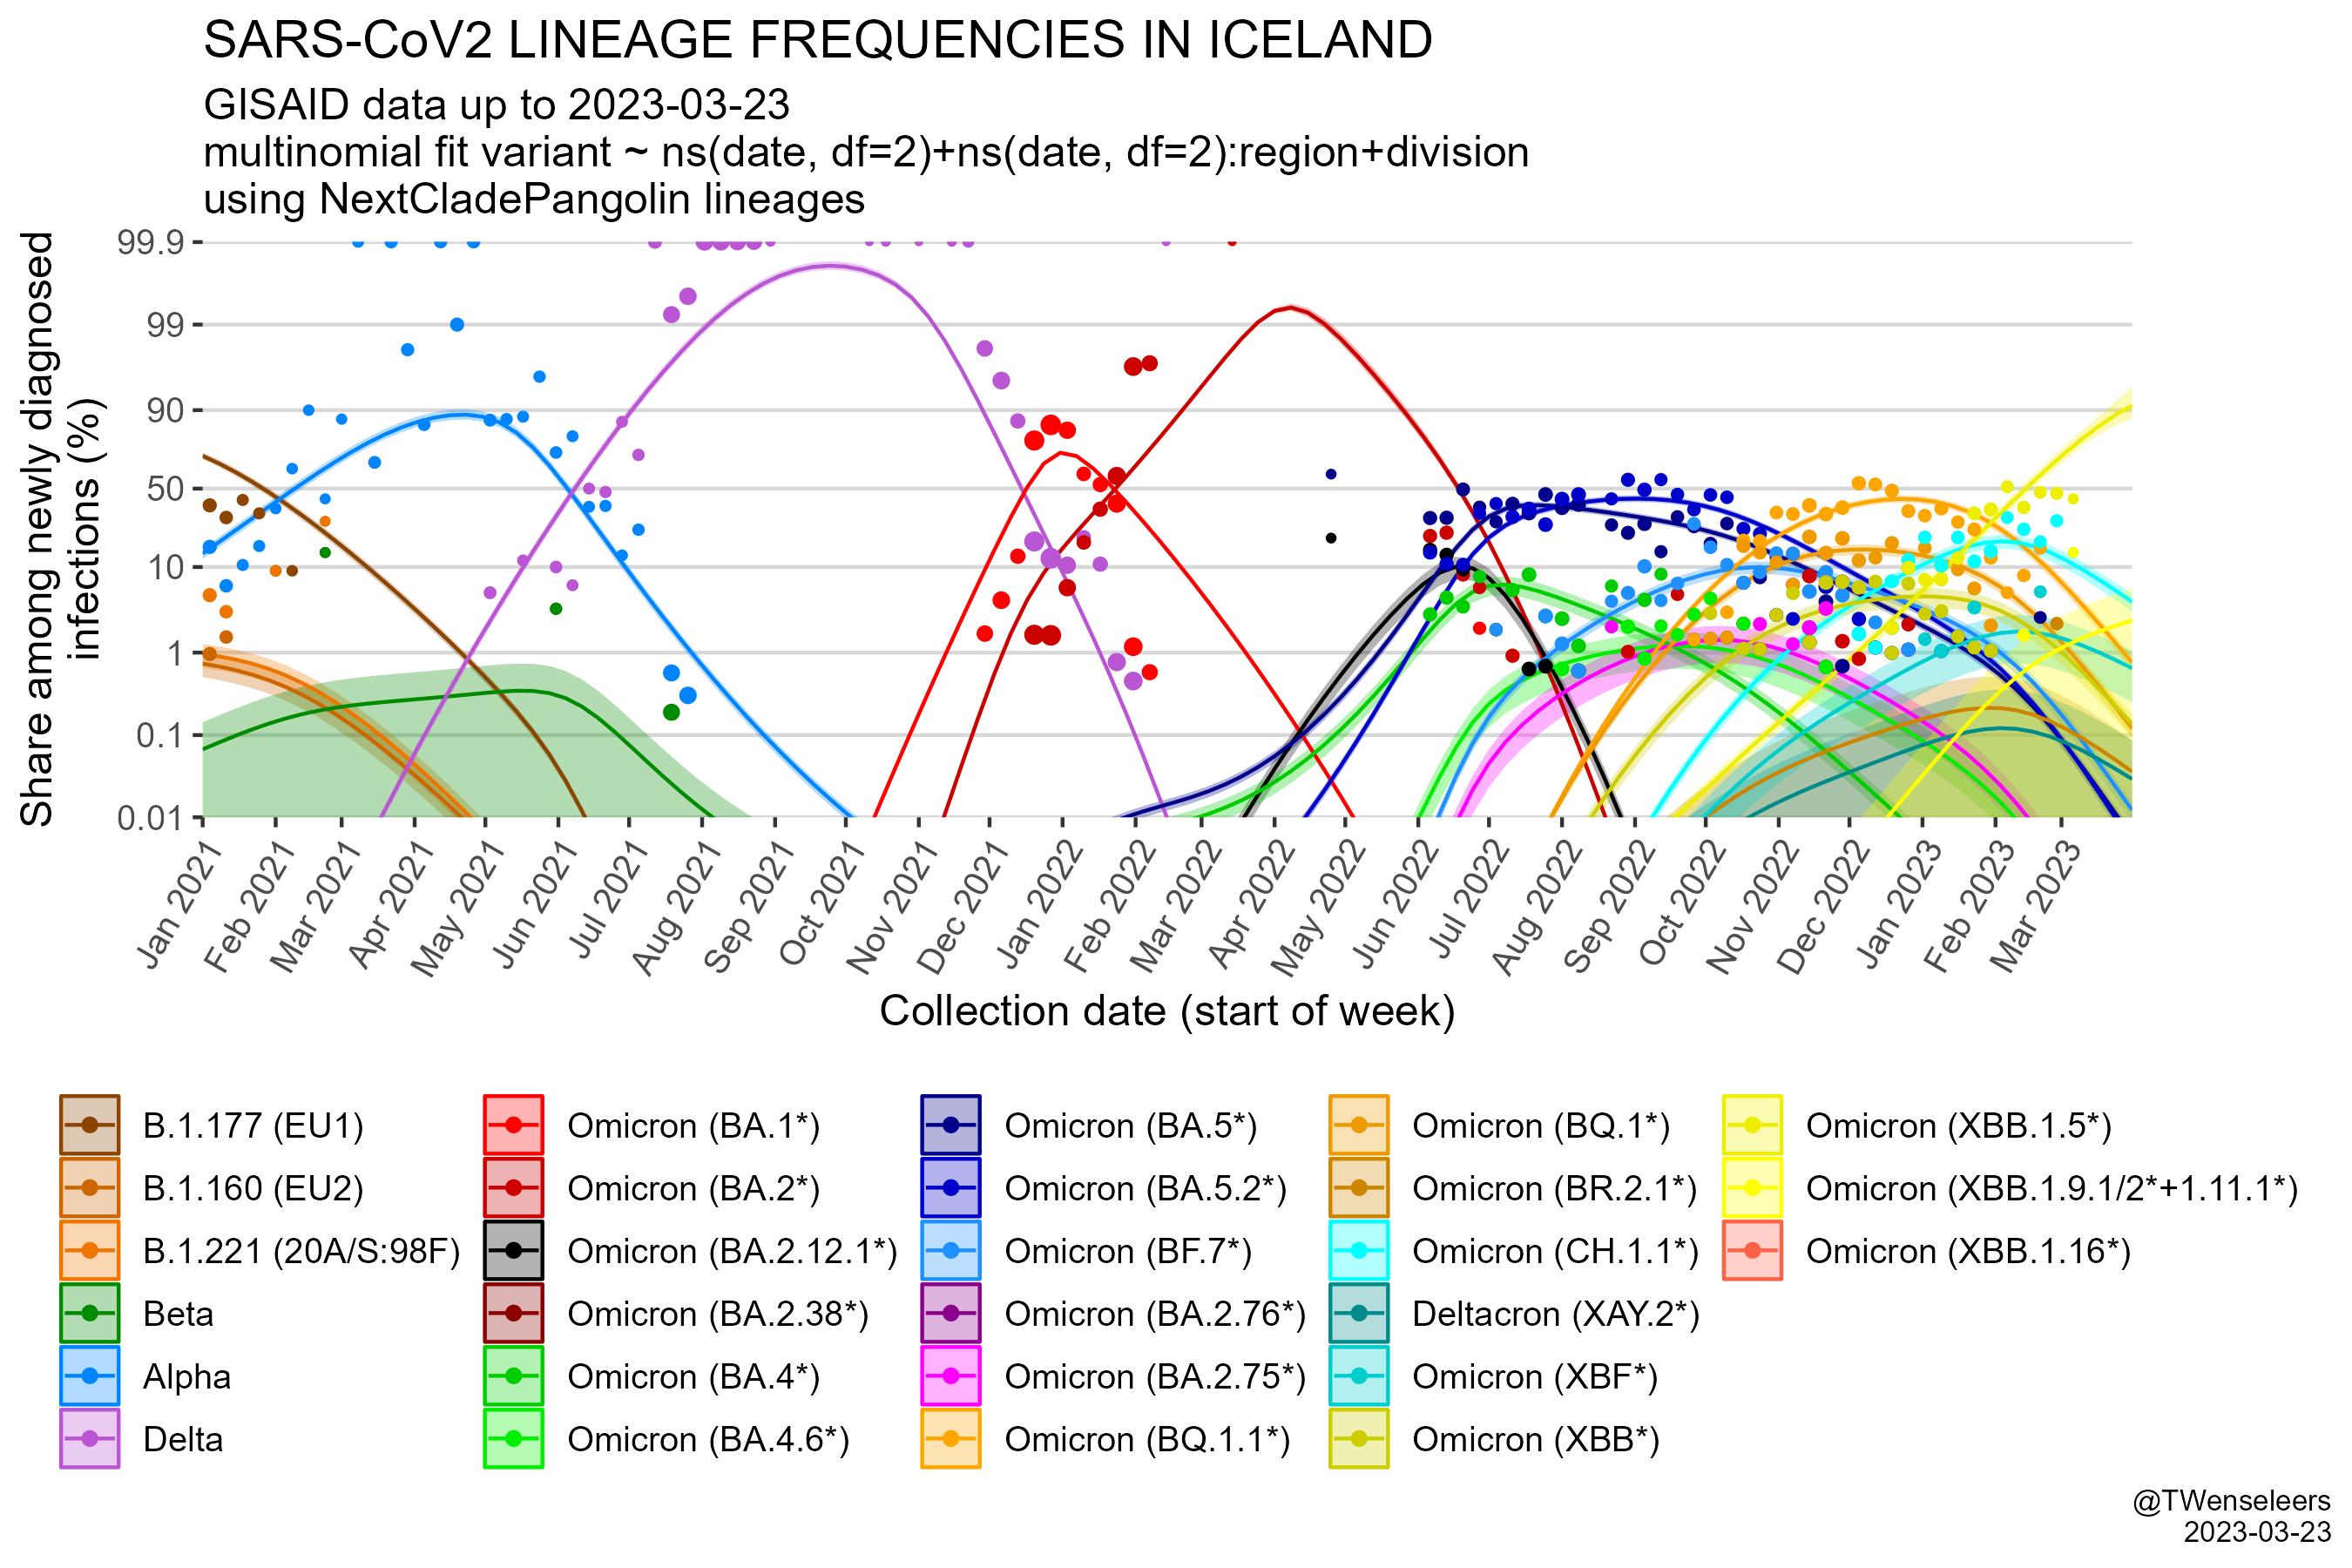 SARS-CoV2 LINEAGE FREQUENCIES IN ICELAND
GISAID data up to 2023-03-23
multinomial fit variant ~ ns(date, df=2)+ns(date, df=2):region+division
using NextCladePangolin lineages
Share among newly diagnosed
infections (%)
99.9
99
90
50
10
1
0.1
0.01
Jan 2021
Feb 2021
Mar 2021
Apr 2021
May 2021
Jun 2021
Jul 2021
Aug 2021
Sep 2021
Oct 2021
Nov 2021
Dec 2021
Jan 2022
Feb 2022
Mar 2022
Apr 2022
May 2022
Jun 2022
Jul 2022
Aug 2022
Sep 2022
Oct 2022
Nov 2022
Dec 2022
Jan 2023
Feb 2023
Mar 2023
Collection date (start of week)
B.1.177 (EU1)
B.1.160 (EU2)
B.1.221 (20A/S:98F)
Beta
Alpha
Delta
Omicron (BA.1*)
Omicron (BA.2*)
Omicron (BA.2.12.1*)
Omicron (BA.2.38*)
Omicron (BA.4*)
Omicron (BA.4.6*)
Omicron (BA.5*)
Omicron (BA.5.2*)
Omicron (BF.7*)
Omicron (BA.2.76*)
Omicron (BA.2.75*)
Omicron (BQ.1.1*)
Omicron (BQ.1*)
Omicron (BR.2.1*)
Omicron (CH.1.1*)
Deltacron (XAY.2*)
Omicron (XBF*)
Omicron (XBB*)
Omicron (XBB.1.5*)
Omicron (XBB.1.9.1/2*+1.11.1*)
Omicron (XBB.1.16*)
@TWenseleers
2023-03-23